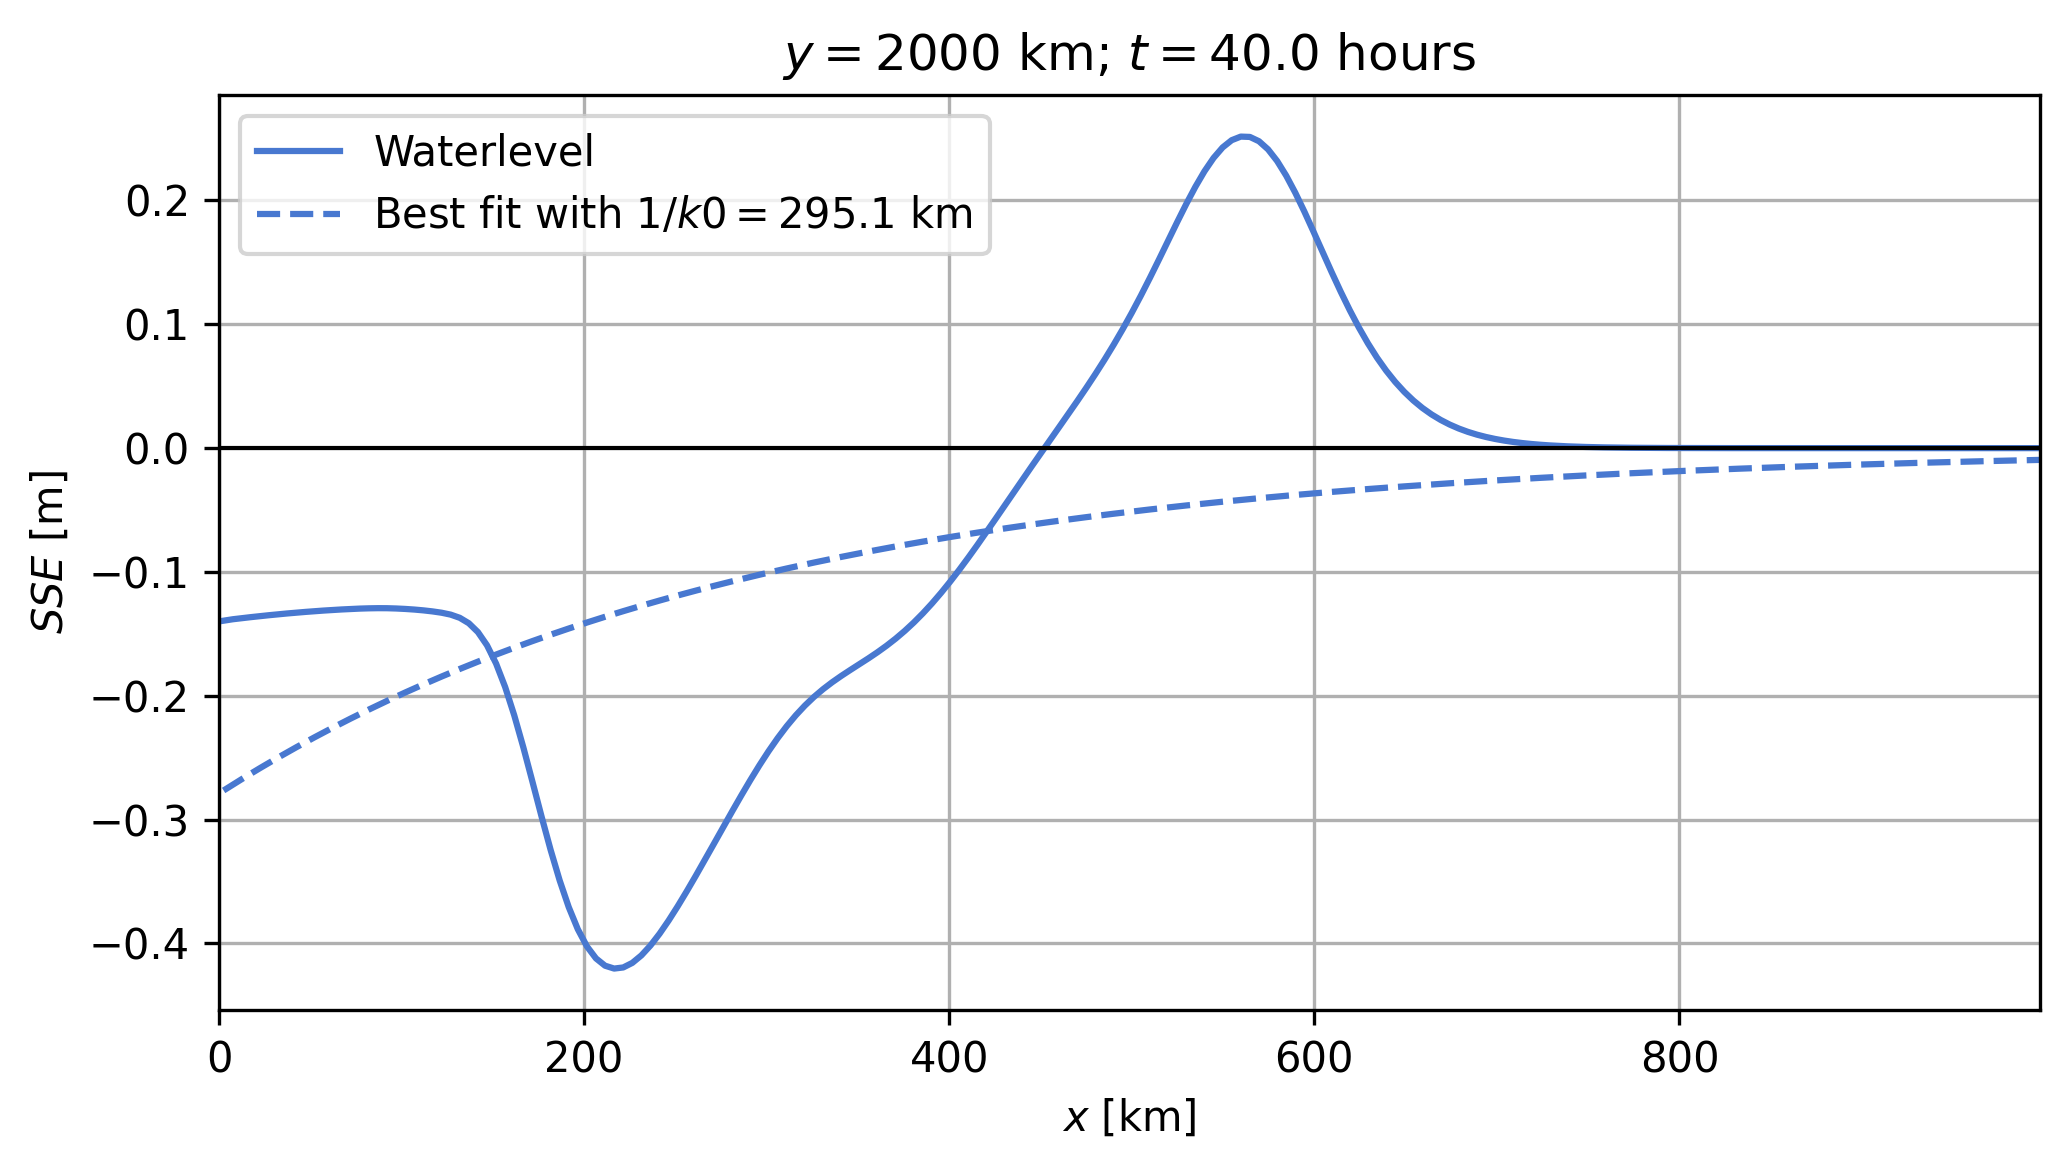 y = 2000 km; t = 40.0 hours
Waterlevel
Best fit with 1/k0 = 295.1 km
0.2
0.1
0.0
−0.1
−0.2
−0.3
−0.4
SSE [m]
0 200 400 600 800
x [km]